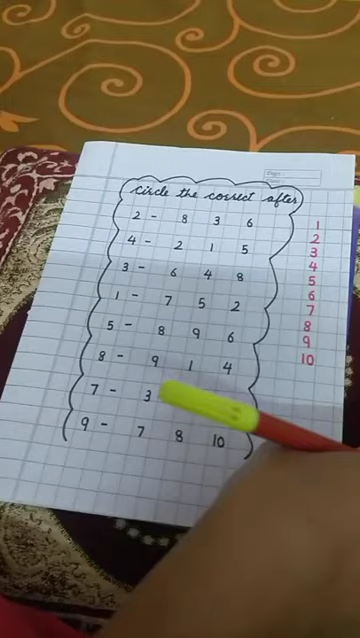 Page :
circle the correct after
2 - 8 3 6
4 - 2 1 5
3 - 6 4 8
1 - 7 5 2
5 - 8 9 6
8 - 9 1 4
7 - 3
9 - 7 8 10
1
2
3
4
5
6
7
8
9
10